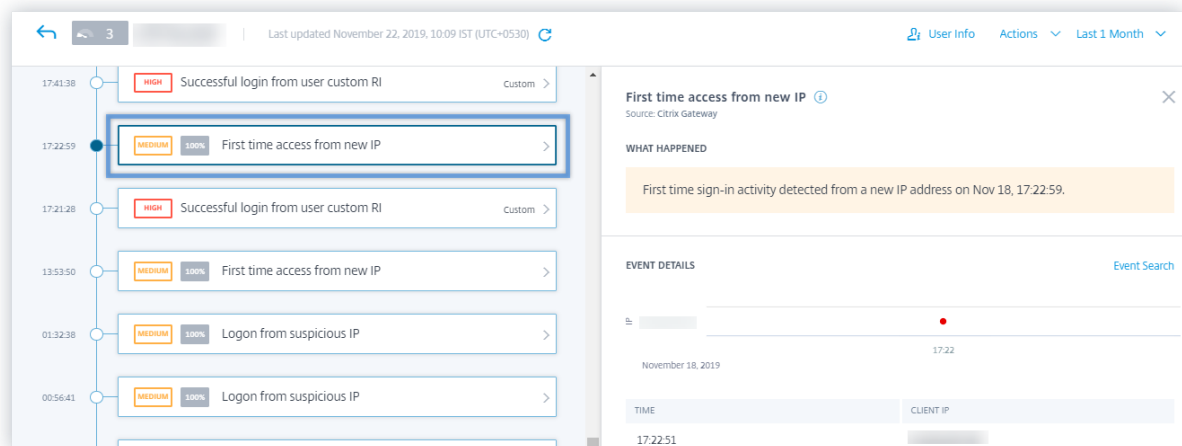 3
Last updated November 22, 2019, 10:09 IST (UTC+0530)
User Info
Actions
Last 1 Month
17:41:38
HIGH
Successful login from user custom RI
Custom
17:22:59
MEDIUM
100%
First time access from new IP
17:21:28
HIGH
Successful login from user custom RI
Custom
13:53:50
MEDIUM
100%
First time access from new IP
01:32:38
MEDIUM
100%
Logon from suspicious IP
00:56:41
MEDIUM
100%
Logon from suspicious IP
First time access from new IP
Source: Citrix Gateway
WHAT HAPPENED
First time sign-in activity detected from a new IP address on Nov 18, 17:22:59.
EVENT DETAILS
Event Search
IP
17:22
November 18, 2019
TIME
CLIENT IP
17:22:51